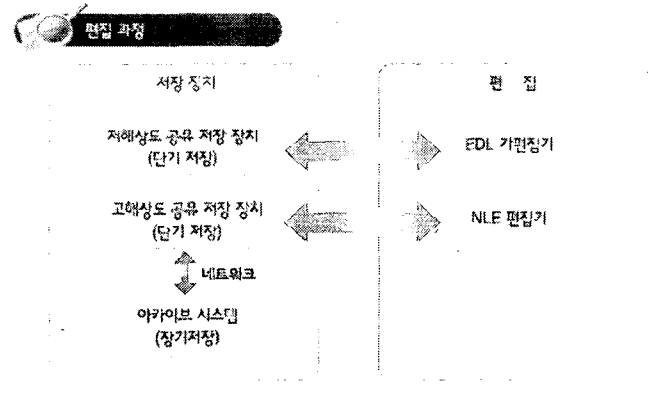 편집 과정
저장 장치
편 집
저해상도 공유 저장 장치
(단기 저장)
EDL 가편집기
고해상도 공유 저장 장치
(단기 저장)
NLE 편집기
네트워크
아카이브 시스템
(장기저장)